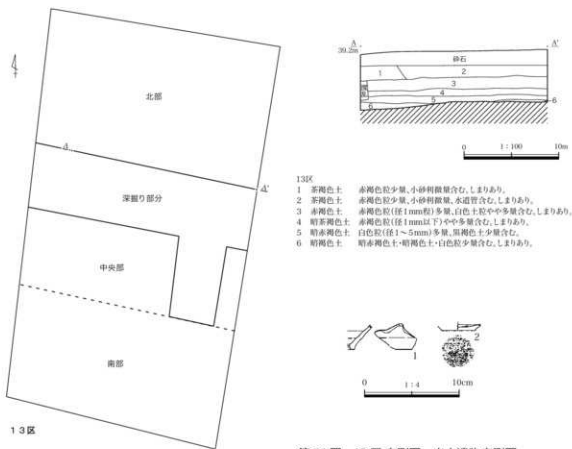 北部
A
A'
深掘り部分
中央部
南部
13区
A
A'
39.2m
砂石
1
2
3
4
5
6
6
0 1:100 10m
13区
1 茶褐色土 赤褐色粒少量、小砂利微量含む。しまりあり。
2 茶褐色土 赤褐色粒少量、小砂利微量、水道管含む。しまりあり。
3 赤褐色土 赤褐色粒(径1mm程)多量、白色土粒やや多量含む。しまりあり。
4 暗茶褐色土 赤褐色粒(径1mm以下)やや多量含む。しまりあり。
5 暗赤褐色土 白色粒(径1～5mm)多量、黒褐色土少量含む。
6 暗褐色土 暗赤褐色土・暗褐色土・白色粒少量含む。しまりあり。
1
2
0 1:4 10cm